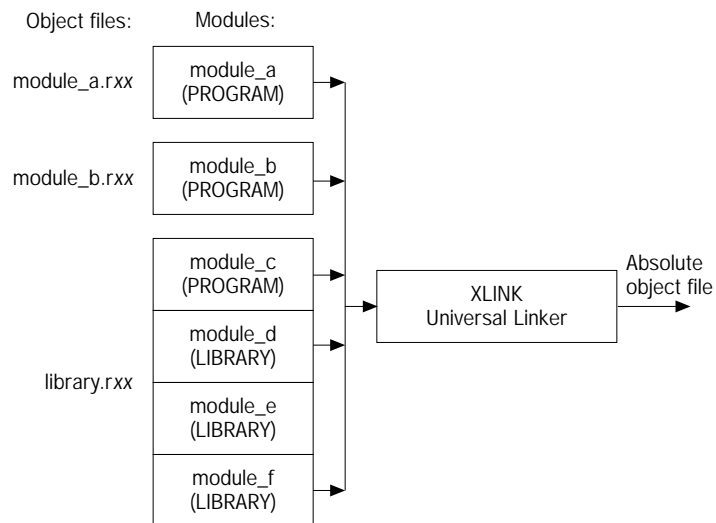 Object files:
Modules:
module_a.rxx
module_a
(PROGRAM)
module_b.rxx
module_b
(PROGRAM)
library.rxx
module_c
(PROGRAM)
module_d
(LIBRARY)
module_e
(LIBRARY)
module_f
(LIBRARY)
XLINK
Universal Linker
Absolute
object file